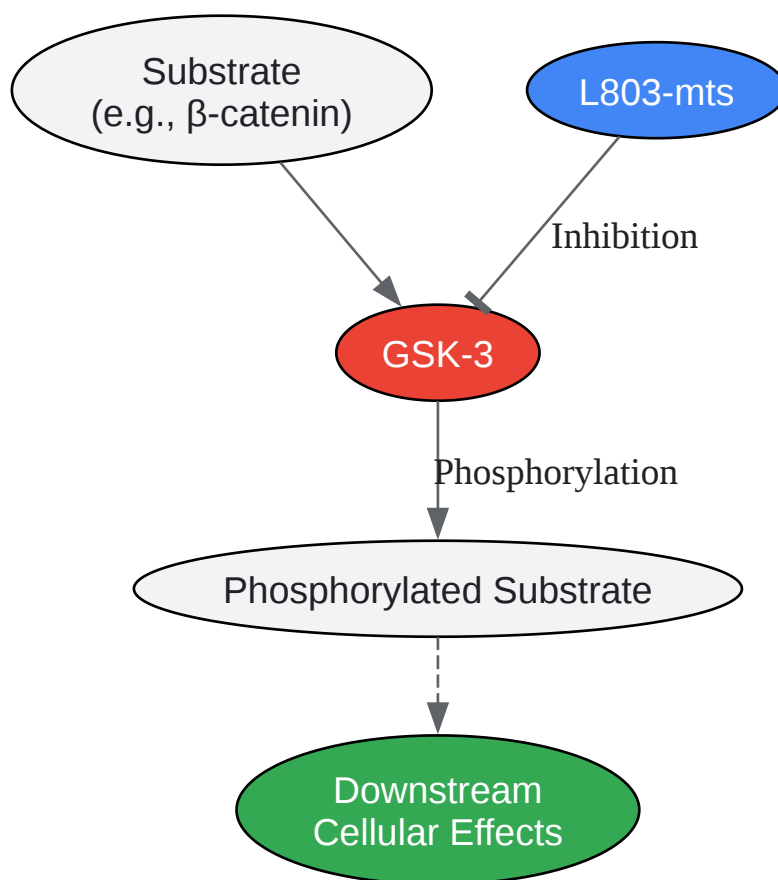 Substrate
(e.g., β-catenin)
L803-mts
Inhibition
GSK-3
Phosphorylation
Phosphorylated Substrate
Downstream
Cellular Effects